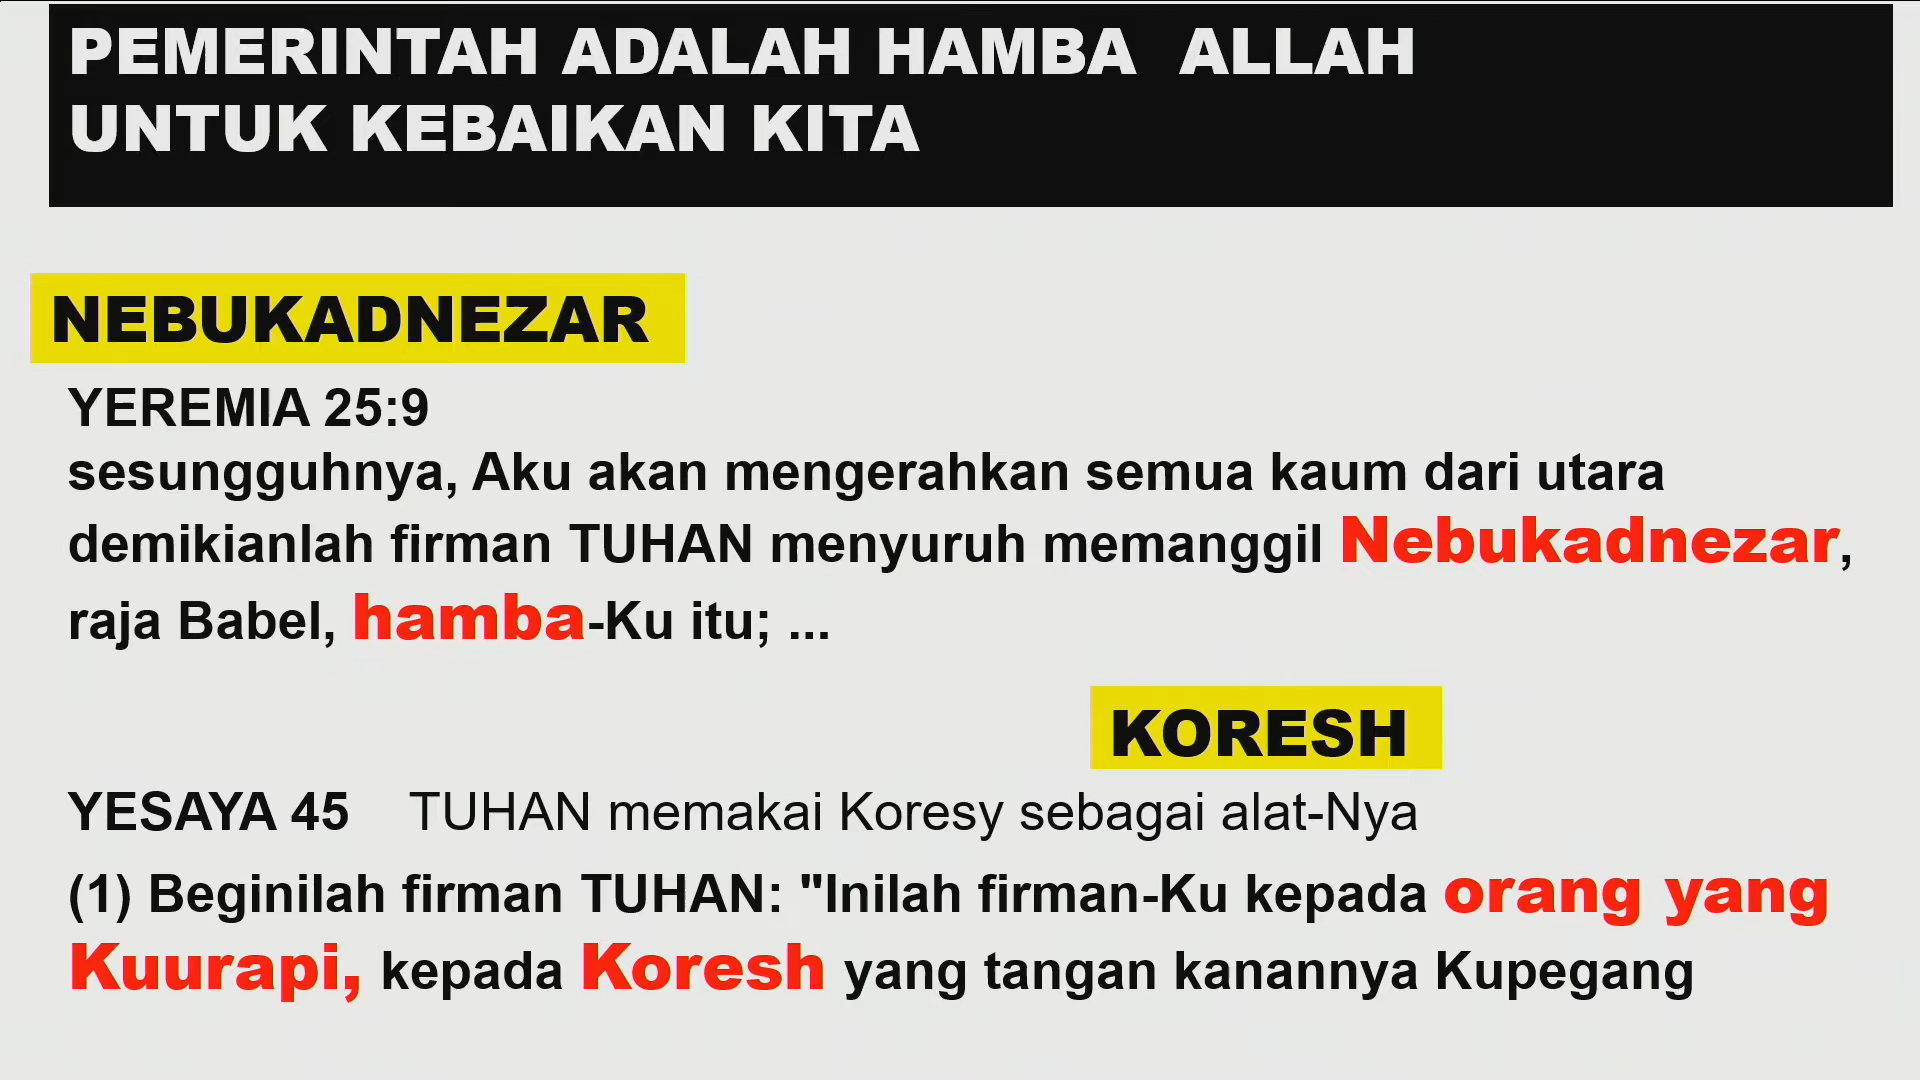 PEMERINTAH ADALAH HAMBA  ALLAH
UNTUK KEBAIKAN KITA
NEBUKADNEZAR
YEREMIA 25:9
sesungguhnya, Aku akan mengerahkan semua kaum dari utara
demikianlah firman TUHAN menyuruh memanggil Nebukadnezar,
raja Babel, hamba-Ku itu; ...
KORESH
YESAYA 45    TUHAN memakai Koresy sebagai alat-Nya
(1) Beginilah firman TUHAN: "Inilah firman-Ku kepada orang yang
Kuurapi, kepada Koresh yang tangan kanannya Kupegang